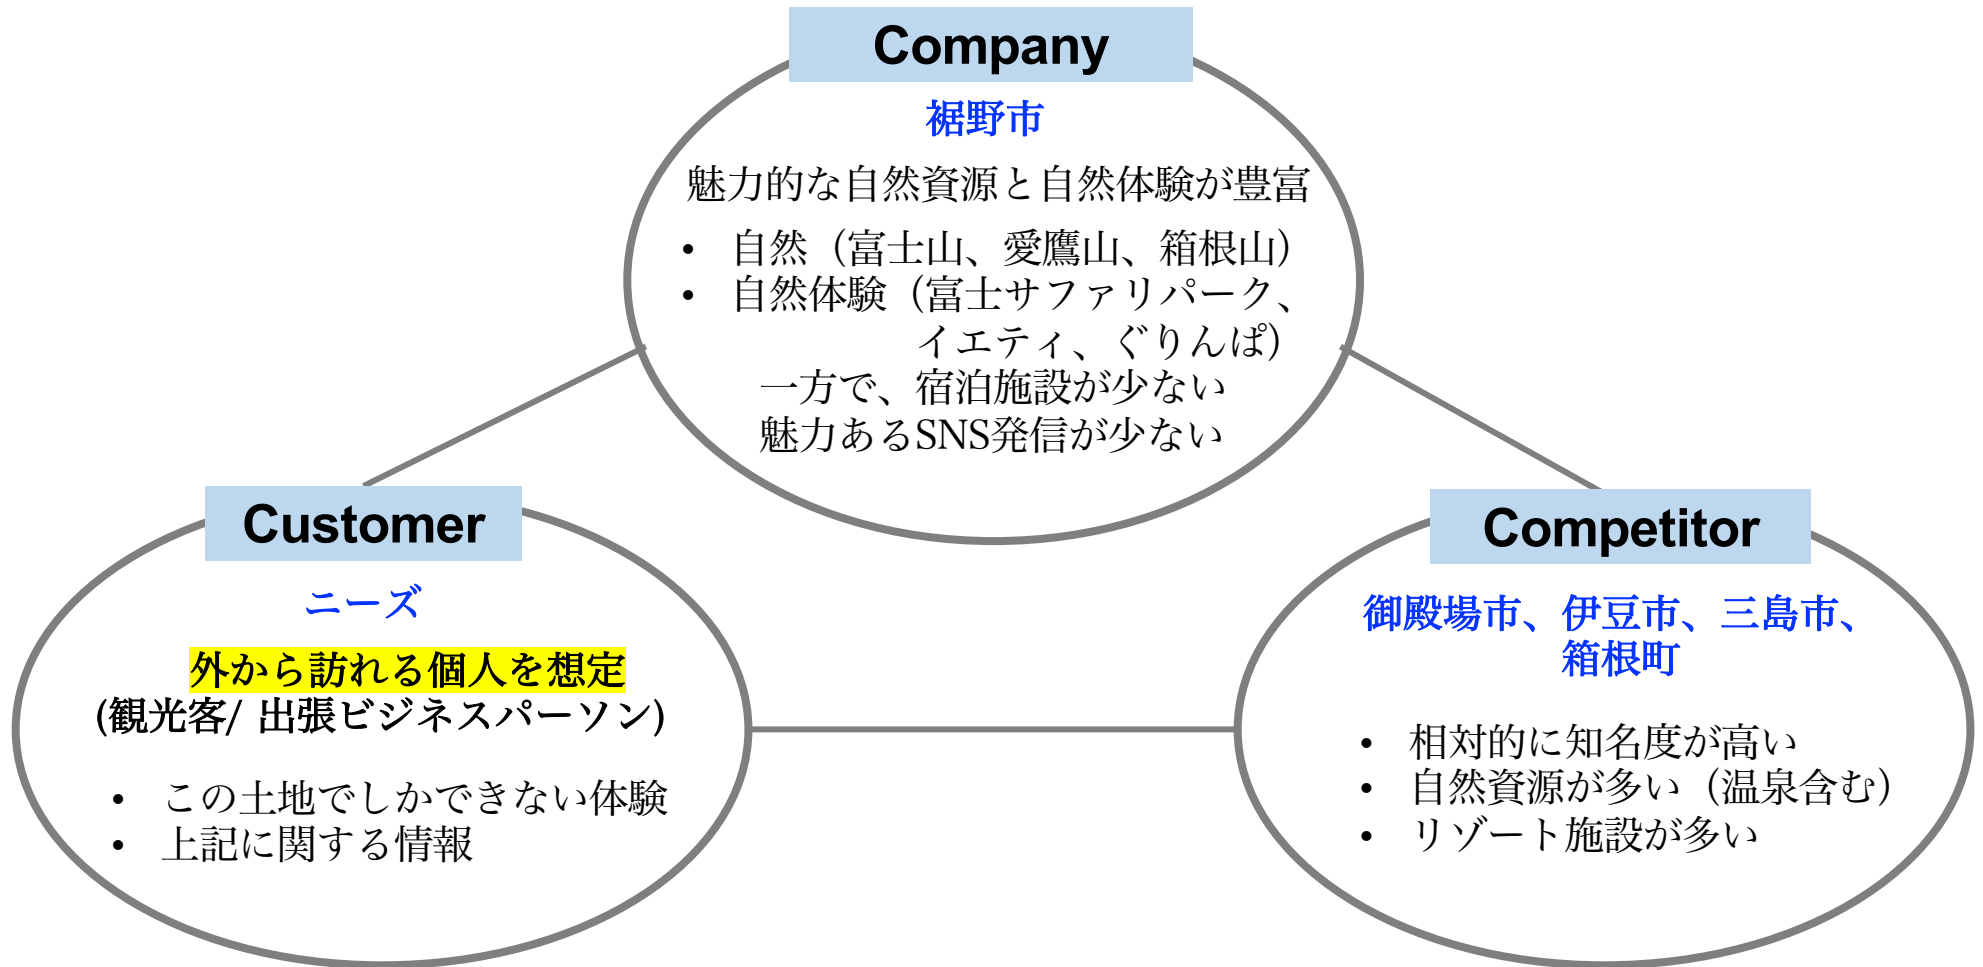 Company
裾野市
魅力的な自然資源と自然体験が豊富
• 自然（富士山、愛鷹山、箱根山）
• 自然体験（富士サファリパーク、
イエティ、ぐりんぱ）
一方で、宿泊施設が少ない
魅力あるSNS発信が少ない
Customer
ニーズ
外から訪れる個人を想定
(観光客/ 出張ビジネスパーソン)
• この土地でしかできない体験
• 上記に関する情報
Competitor
御殿場市、伊豆市、三島市、
箱根町
• 相対的に知名度が高い
• 自然資源が多い（温泉含む）
• リゾート施設が多い